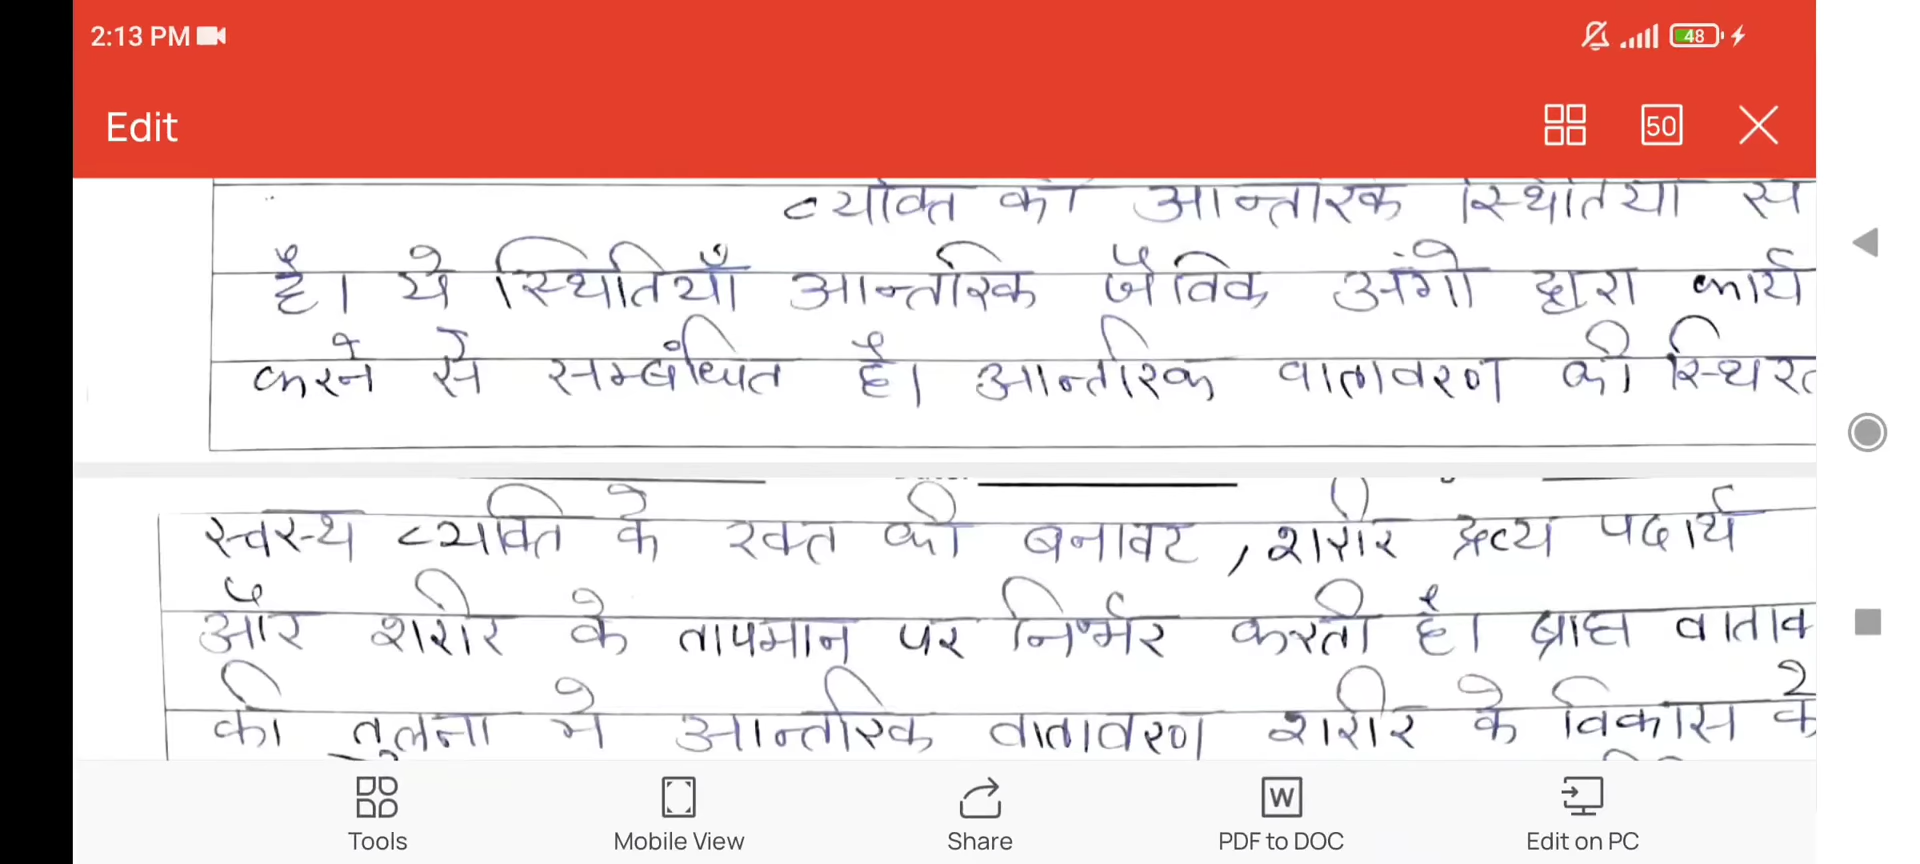 2:13 PM 48
Edit 50
व्यक्ति की आन्तरिक स्थितियों से
है। ये स्थितियाँ आन्तरिक जैविक अंगो द्वारा कार्य
करने से सम्बंधित है। आन्तरिक वातावरण की स्थिरत
स्वस्थ व्यक्ति के रक्त की बनावट, शरीर द्रव्य पदार्थ
और शरीर के तापमान पर निर्भर करती है। ब्राह्म वाताव
की तुलना मे आन्तरिक वातावरण शरीर के विकास के
Tools Mobile View Share W PDF to DOC Edit on PC